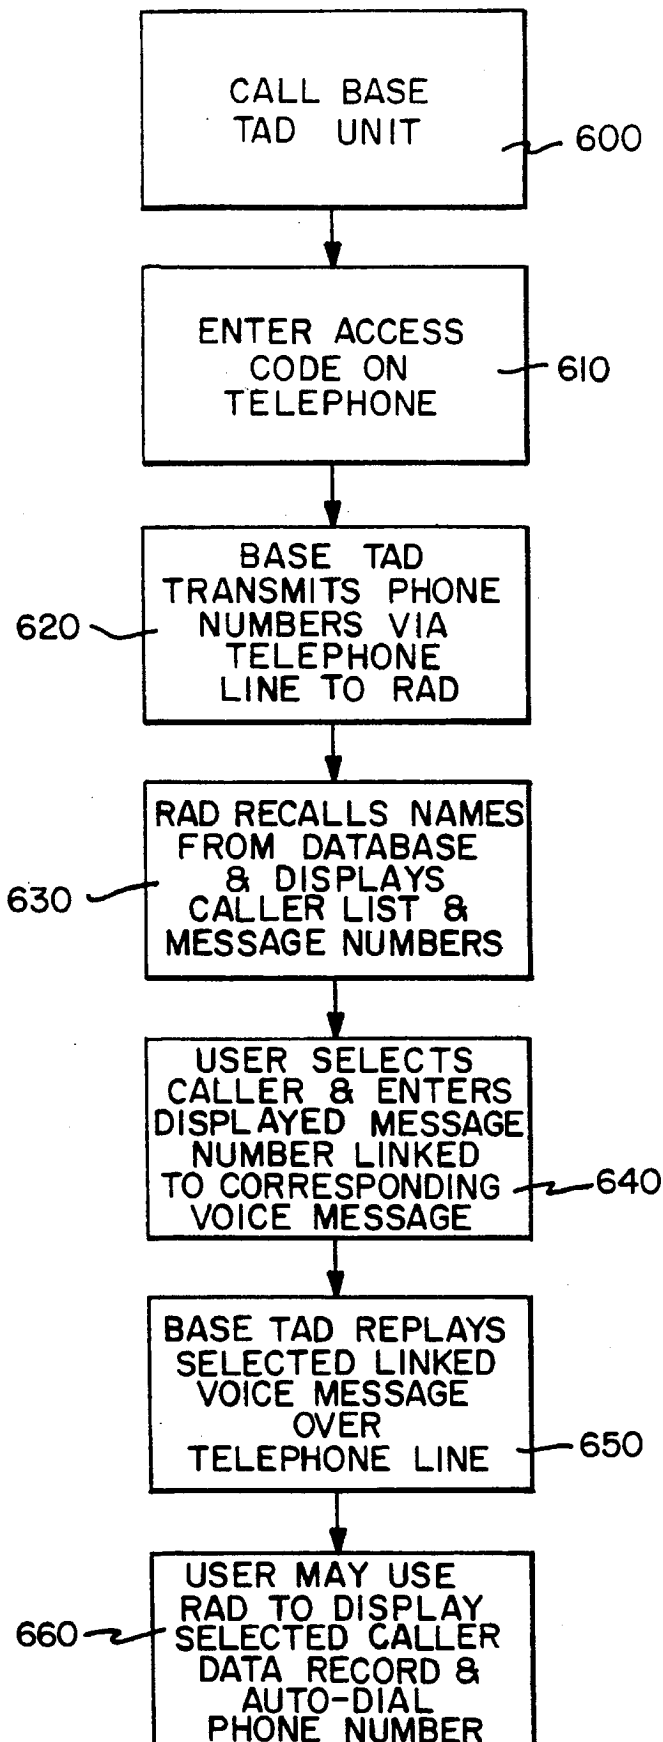 CALL BASE
TAD UNIT
600
ENTER ACCESS
CODE ON
TELEPHONE
610
BASE TAD
TRANSMITS PHONE
NUMBERS VIA
TELEPHONE
LINE TO RAD
620
RAD RECALLS NAMES
FROM DATABASE
& DISPLAYS
CALLER LIST &
MESSAGE NUMBERS
630
USER SELECTS
CALLER & ENTERS
DISPLAYED MESSAGE
NUMBER LINKED
TO CORRESPONDING
VOICE MESSAGE
640
BASE TAD REPLAYS
SELECTED LINKED
VOICE MESSAGE
OVER
TELEPHONE LINE
650
USER MAY USE
RAD TO DISPLAY
SELECTED CALLER
DATA RECORD &
AUTO-DIAL
PHONE NUMBER
660